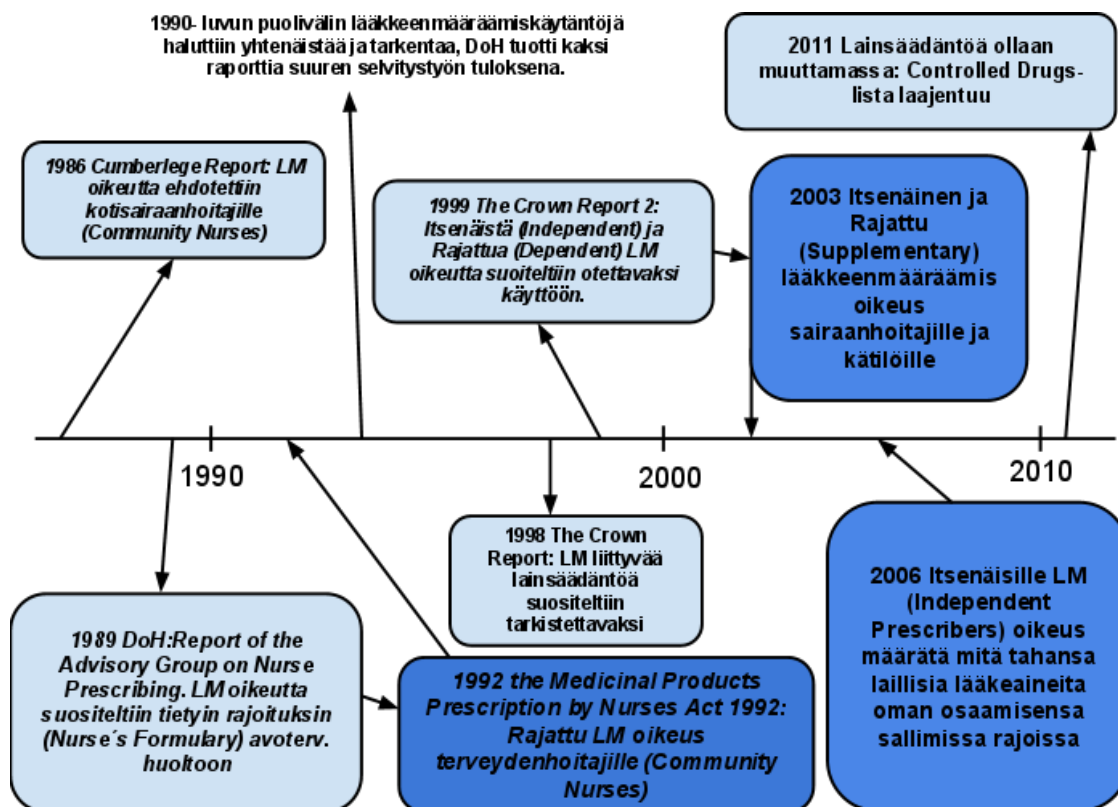 1990- luvun puolivälin lääkkeenmääräämiskäytäntöjä
haluttiin yhtenäistää ja tarkentaa, DoH tuotti kaksi
raporttia suuren selvitystyön tuloksena.
2011 Lainsäädäntöä ollaan
muuttamassa: Controlled Drugs-
lista laajentuu
1986 Cumberlege Report: LM
oikeutta ehdotettiin
kotisairaanhoitajille
(Community Nurses)
1999 The Crown Report 2:
Itsenäistä (Independent) ja
Rajattua (Dependent) LM
oikeutta suoiteltiin otettavaksi
käyttöön.
2003 Itsenäinen ja
Rajattu
(Supplementary)
lääkkeenmääräämis
oikeus
sairaanhoitajille ja
kätilöille
1990
2000
2010
1989 DoH:Report of the
Advisory Group on Nurse
Prescribing. LM oikeutta
suositeltiin tietyin rajoituksin
(Nurse´s Formulary) avoterv.
huoltoon
1998 The Crown
Report: LM liittyvää
lainsäädäntöä
suositeltiin
tarkistettavaksi
1992 the Medicinal Products
Prescription by Nurses Act 1992:
Rajattu LM oikeus
terveydenhoitajille (Community
Nurses)
2006 Itsenäisille LM
(Independent
Prescribers) oikeus
määrätä mitä tahansa
laillisia lääkeaineita
oman osaamisensa
sallimissa rajoissa